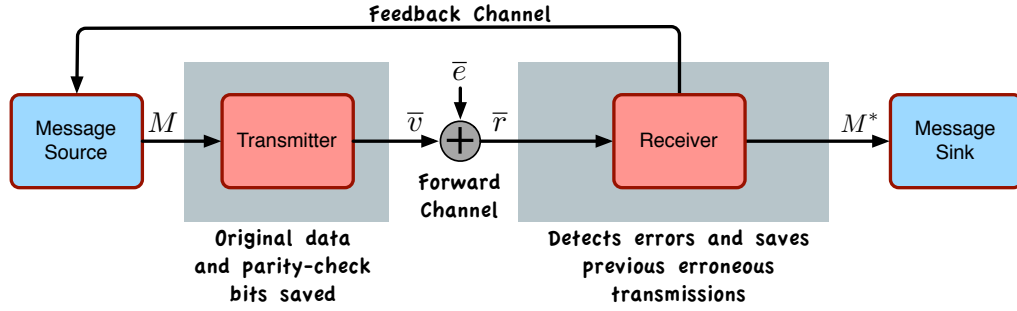 Feedback Channel
Message
Source
M
Transmitter
v̅
e̅
+
Forward
Channel
r̅
Receiver
M*
Message
Sink
Original data
and parity-check
bits saved
Detects errors and saves
previous erroneous
transmissions